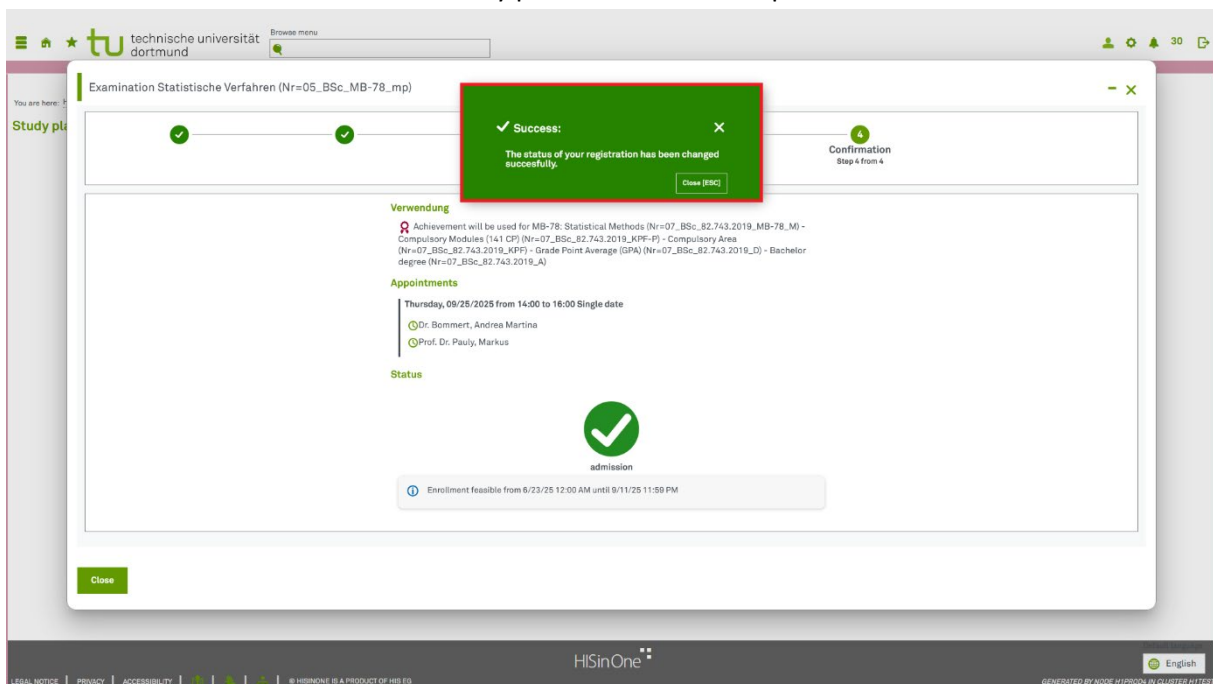 technische universität
dortmund
Browse menu
30
Examination Statistische Verfahren (Nr=05_BSc_MB-78_mp)
You are here:
Study pla
Success:
The status of your registration has been changed
succesfully.
Close [ESC]
4
Confirmation
Step 4 from 4
Verwendung
Achievement will be used for MB-78: Statistical Methods (Nr=07_BSc_82.743.2019_MB-78_M) -
Compulsory Modules (141 CP) (Nr=07_BSc_82.743.2019_KPF-P) - Compulsory Area
(Nr=07_BSc_82.743.2019_KPF) - Grade Point Average (GPA) (Nr=07_BSc_82.743.2019_D) - Bachelor
degree (Nr=07_BSc_82.743.2019_A)
Appointments
Thursday, 09/25/2025 from 14:00 to 16:00 Single date
Dr. Bommert, Andrea Martina
Prof. Dr. Pauly, Markus
Status
admission
Enrollment feasible from 6/23/25 12:00 AM until 9/11/25 11:59 PM
Close
HISinOne
English
LEGAL NOTICE | PRIVACY | ACCESSIBILITY | © HISINONE IS A PRODUCT OF HIS EG
GENERATED BY NODE H1PROD4 IN CLUSTER H1TEST